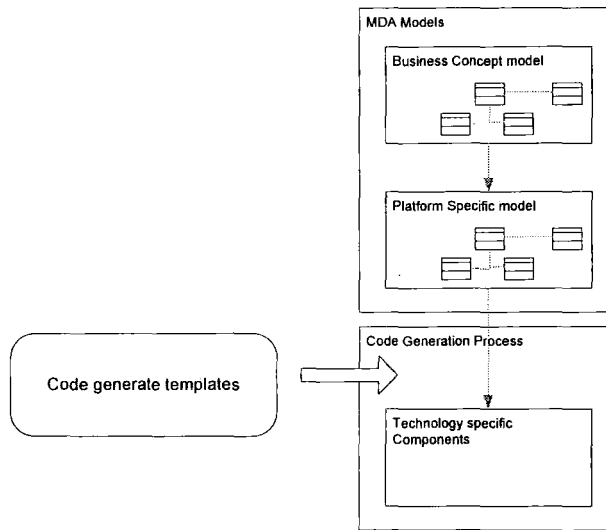 MDA Models
Business Concept model
Platform Specific model
Code Generation Process
Code generate templates
Technology specific
Components